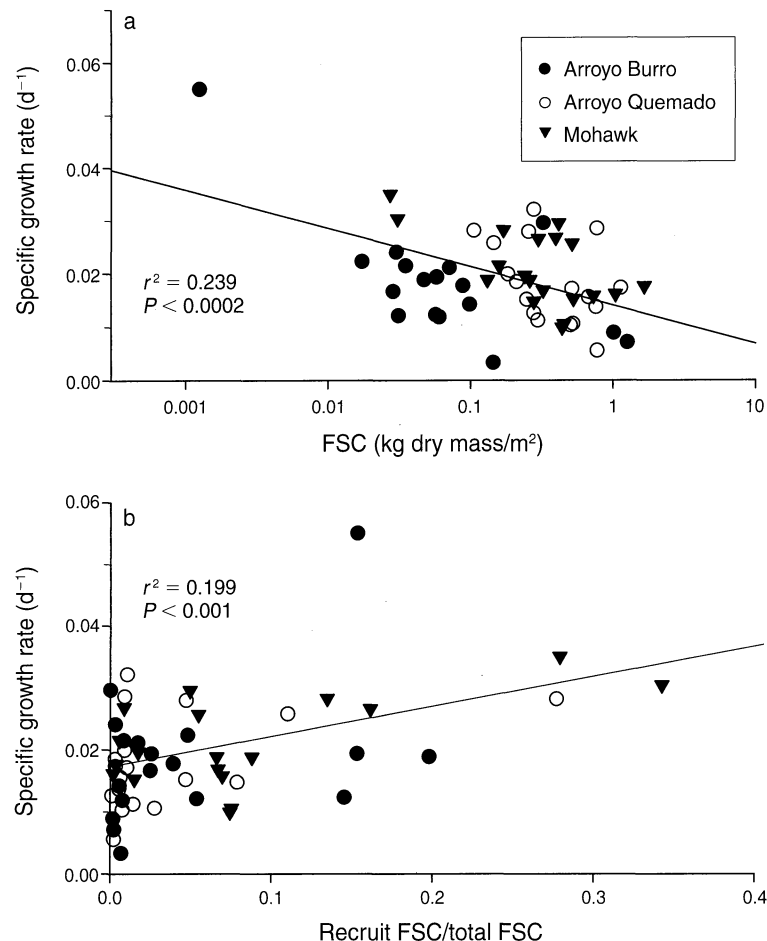 a
0.06
0.04
0.02
0.00
Specific growth rate (d⁻¹)
Arroyo Burro
Arroyo Quemado
Mohawk
r² = 0.239
P < 0.0002
0.001 0.01 0.1 1 10
FSC (kg dry mass/m²)
b
0.06
0.04
0.02
0.00
Specific growth rate (d⁻¹)
r² = 0.199
P < 0.001
0.0 0.1 0.2 0.3 0.4
Recruit FSC/total FSC